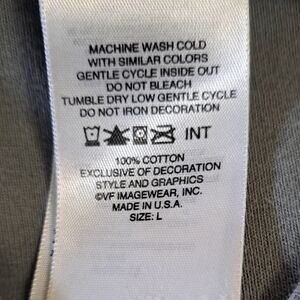 MACHINE WASH COLD
WITH SIMILAR COLORS
GENTLE CYCLE INSIDE OUT
DO NOT BLEACH
TUMBLE DRY LOW GENTLE CYCLE
DO NOT IRON DECORATION
INT
100% COTTON
EXCLUSIVE OF DECORATION
STYLE AND GRAPHICS
©VF IMAGEWEAR, INC.
MADE IN U.S.A.
SIZE: L